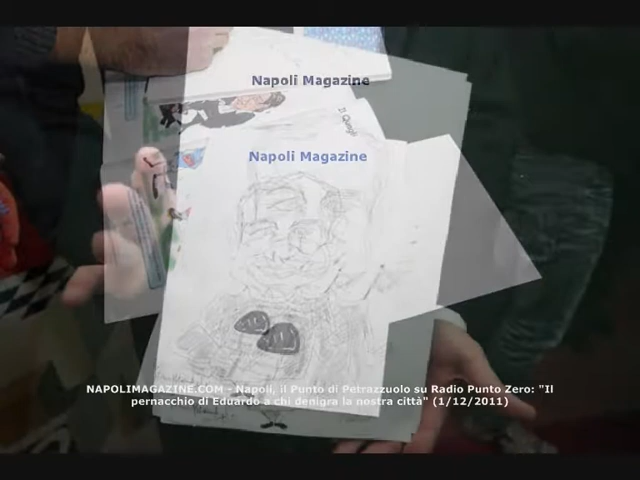 Napoli Magazine
Napoli Magazine
NAPOLIMAGAZINE.COM - Napoli, il Punto di Petrazzuolo su Radio Punto Zero: "Il
pernacchio di Eduardo a chi denigra la nostra città" (1/12/2011)